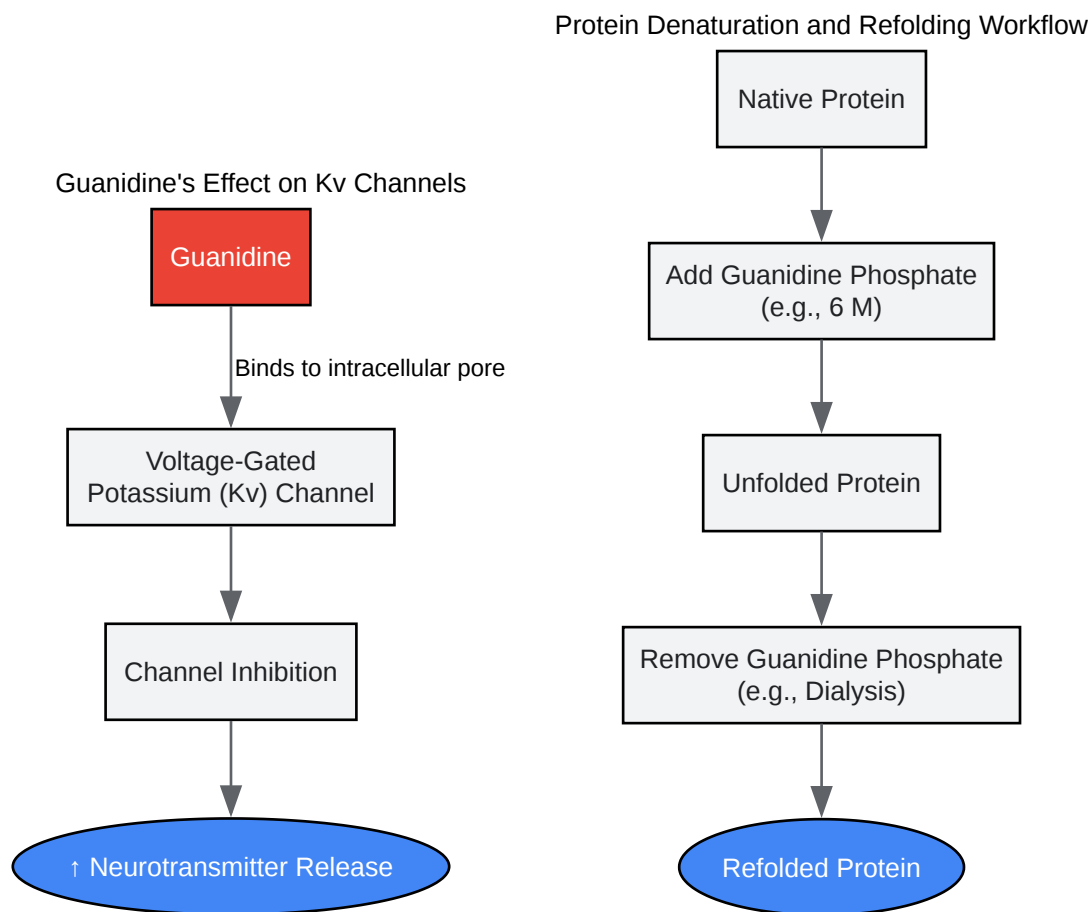 Guanidine's Effect on Kv Channels
Guanidine
Binds to intracellular pore
Voltage-Gated
Potassium (Kv) Channel
Channel Inhibition
↑ Neurotransmitter Release
Protein Denaturation and Refolding Workflow
Native Protein
Add Guanidine Phosphate
(e.g., 6 M)
Unfolded Protein
Remove Guanidine Phosphate
(e.g., Dialysis)
Refolded Protein